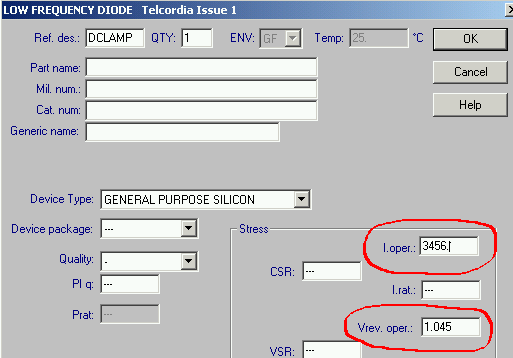 LOW FREQUENCY DIODE Telcordia Issue 1
Ref. des.: DCLAMP QTY: 1 ENV: GF Temp: 25. °C OK
Part name: Cancel
Mil. num.:
Cat. num: Help
Generic name:
Device Type: GENERAL PURPOSE SILICON
Device package: --- Stress
I.oper.: 3456.
Quality: - CSR: ---
PI q: --- I.rat.: ---
Prat: --- Vrev. oper.: 1.045
VSR: ---